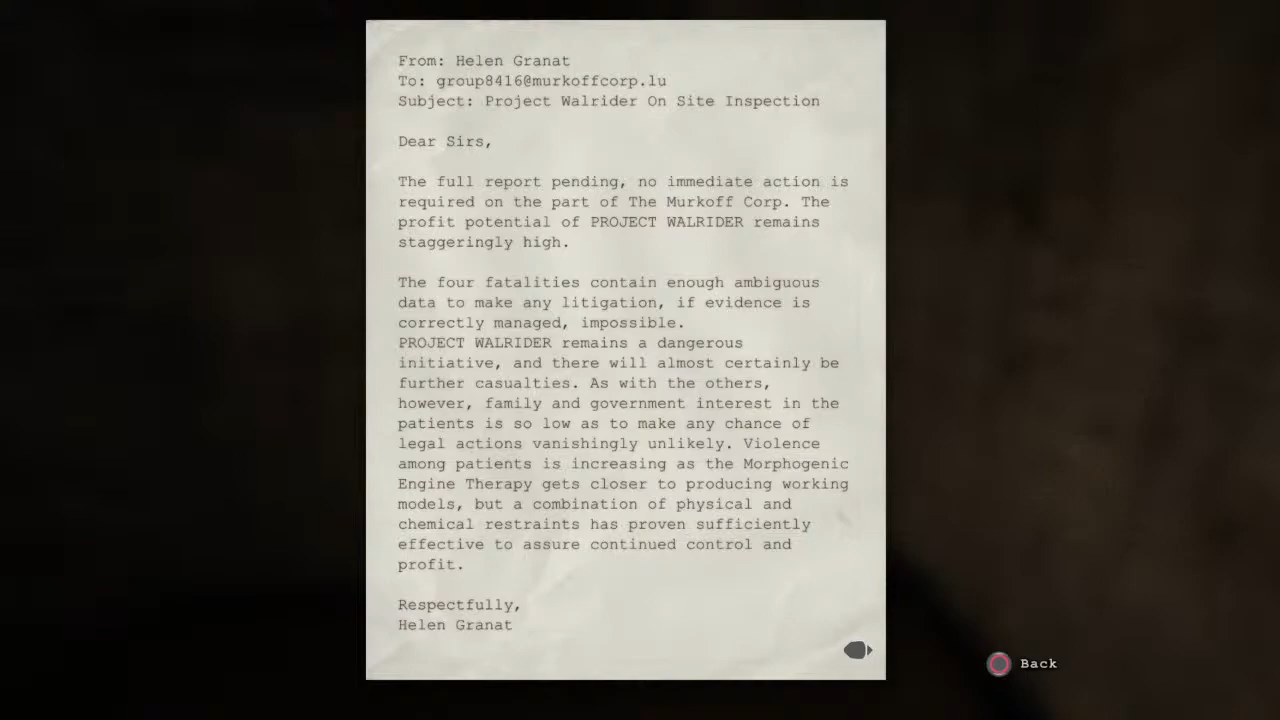 From: Helen Granat
To: group8416@murkoffcorp.lu
Subject: Project Walrider On Site Inspection
Dear Sirs,
The full report pending, no immediate action is
required on the part of The Murkoff Corp. The
profit potential of PROJECT WALRIDER remains
staggeringly high.
The four fatalities contain enough ambiguous
data to make any litigation, if evidence is
correctly managed, impossible.
PROJECT WALRIDER remains a dangerous
initiative, and there will almost certainly be
further casualties. As with the others,
however, family and government interest in the
patients is so low as to make any chance of
legal actions vanishingly unlikely. Violence
among patients is increasing as the Morphogenic
Engine Therapy gets closer to producing working
models, but a combination of physical and
chemical restraints has proven sufficiently
effective to assure continued control and
profit.
Respectfully,
Helen Granat
Back